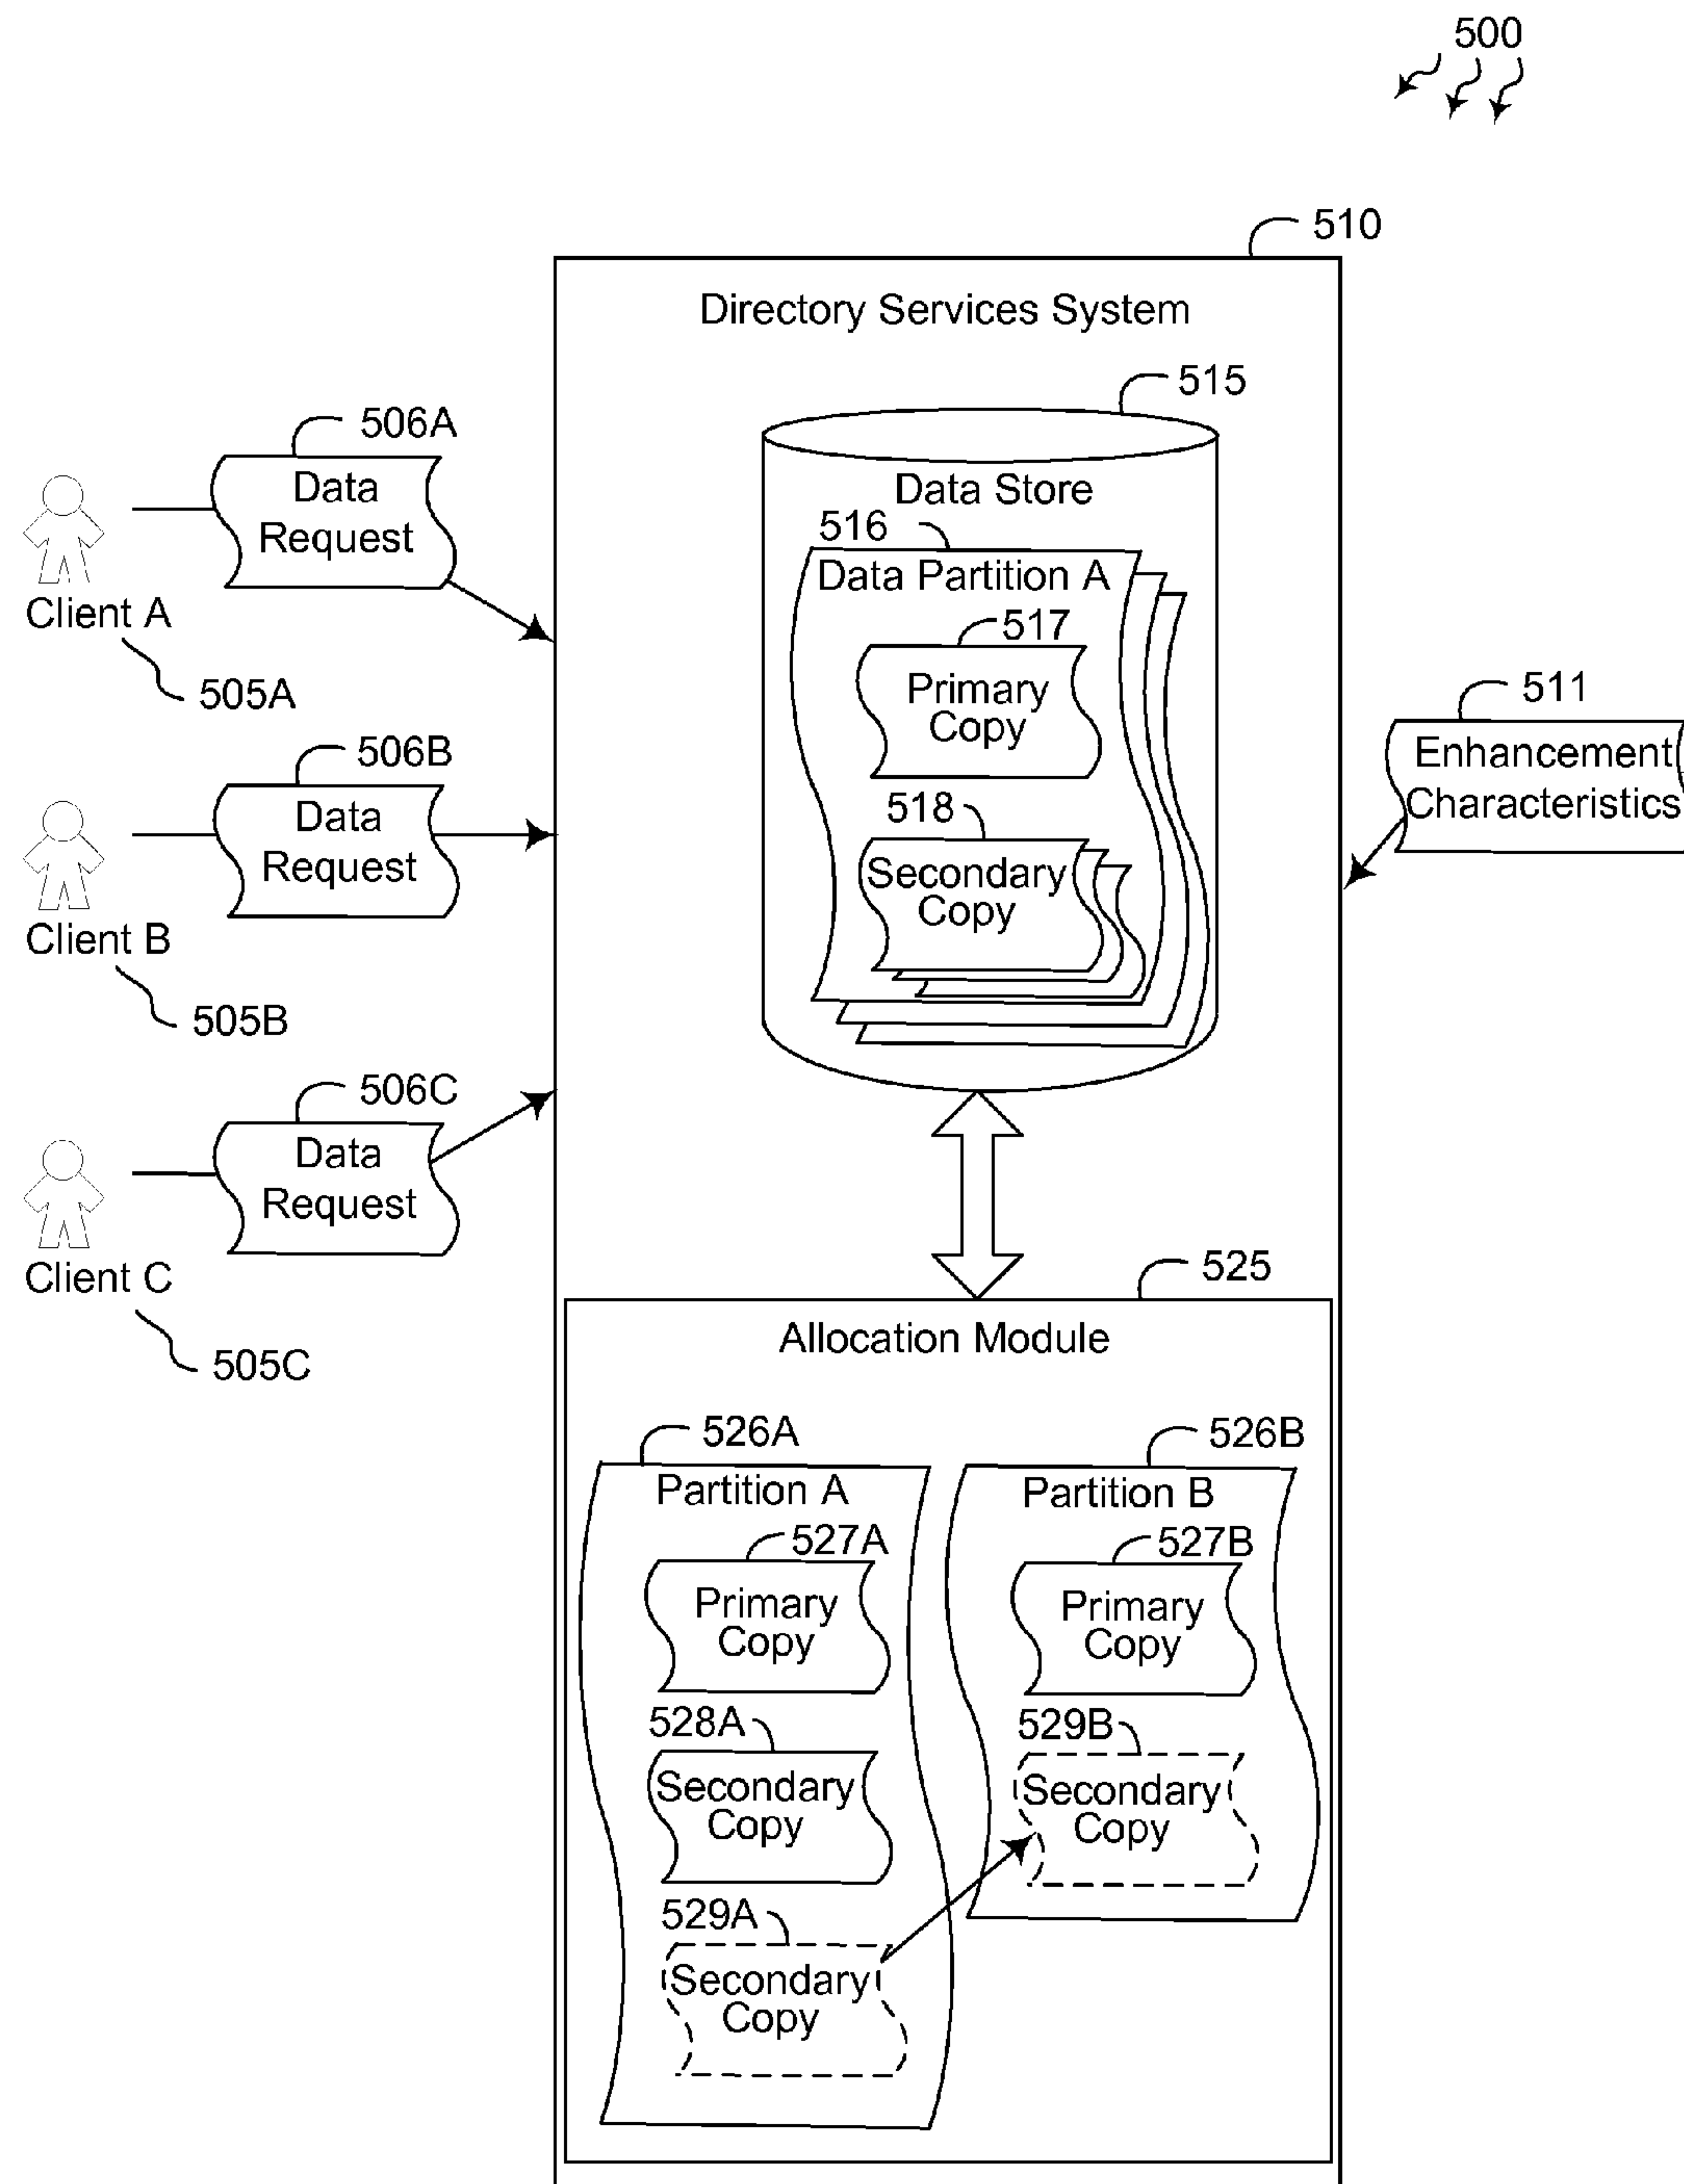 500
510
Directory Services System
515
Data Store
516
Data Partition A
517
Primary
Copy
518
Secondary
Copy
506A
Data
Request
Client A
505A
506B
Data
Request
Client B
505B
506C
Data
Request
Client C
505C
511
Enhancement
Characteristics
525
Allocation Module
526A
Partition A
527A
Primary
Copy
528A
Secondary
Copy
529A
Secondary
Copy
526B
Partition B
527B
Primary
Copy
529B
Secondary
Copy